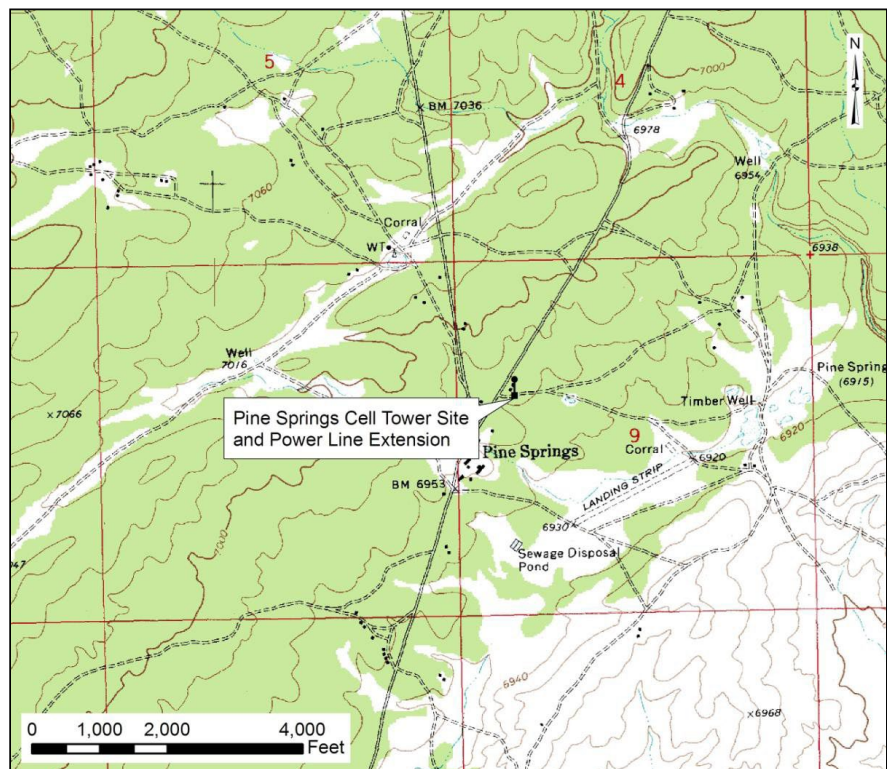 5
4
7000
N
BM 7036
6978
Well
6954
7060
Corral
WT
6938
Well
7016
Pine Spring
(6915)
7066
Timber Well
Pine Springs Cell Tower Site
and Power Line Extension
9
6920
Corral
6920
Pine Springs
LANDING STRIP
BM 6953
6930
7000
Sewage Disposal
Pond
6940
6968
0 1,000 2,000 4,000
Feet